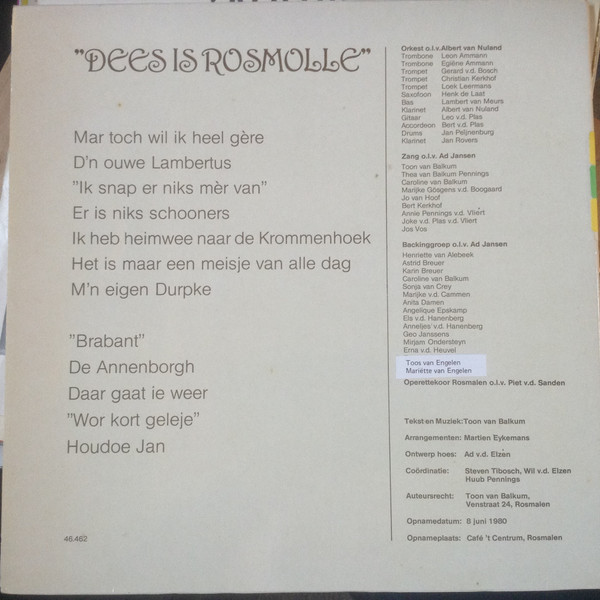 "DEES IS ROSMOLLE"
Mar toch wil ik heel gère
D'n ouwe Lambertus
"Ik snap er niks mèr van"
Er is niks schooners
Ik heb heimwee naar de Krommenhoek
Het is maar een meisje van alle dag
M'n eigen Durpke
"Brabant"
De Annenborgh
Daar gaat ie weer
"Wor kort geleje"
Houdoe Jan
46.462
Orkest o.l.v. Albert van Nuland
Trombone Leon Ammann
Trombone Egiène Ammann
Trompet Gerard v.d. Bosch
Trompet Christian Kerkhof
Trompet Loek Leermans
Saxofoon Henk de Laat
Bas Lambert van Meurs
Klarinet Albert van Nuland
Gitaar Leo v.d. Plas
Accordeon Bert v.d. Plas
Drums Jan Peijnenburg
Klarinet Jan Rovers
Zang o.l.v. Ad Jansen
Toon van Balkum
Thea van Balkum Pennings
Caroline van Balkum
Marijke Gösgens v.d. Boogaard
Jo van Hoof
Bert Kerkhof
Annie Pennings v.d. Vliert
Joke v.d. Plas v.d. Vliert
Jos Vos
Backinggroep o.l.v. Ad Jansen
Henriette van Alebeek
Astrid Breuer
Karin Breuer
Caroline van Balkum
Sonja van Crey
Marijke v.d. Cammen
Anita Damen
Angelique Epskamp
Els v.d. Hanenberg
Anneljes v.d. Hanenberg
Geo Janssens
Mirjam Ondersteyn
Erna v.d. Heuvel
Toos van Engelen
Mariëtte van Engelen
Operettekoor Rosmalen o.l.v. Piet v.d. Sanden
Tekst en Muziek: Toon van Balkum
Arrangementen: Martien Eykemans
Ontwerp hoes: Ad v.d. Elzen
Coördinatie: Steven Tibosch, Wil v.d. Elzen
Huub Pennings
Auteursrecht: Toon van Balkum,
Venstraat 24, Rosmalen
Opnamedatum: 8 juni 1980
Opnameplaats: Café 't Centrum, Rosmalen